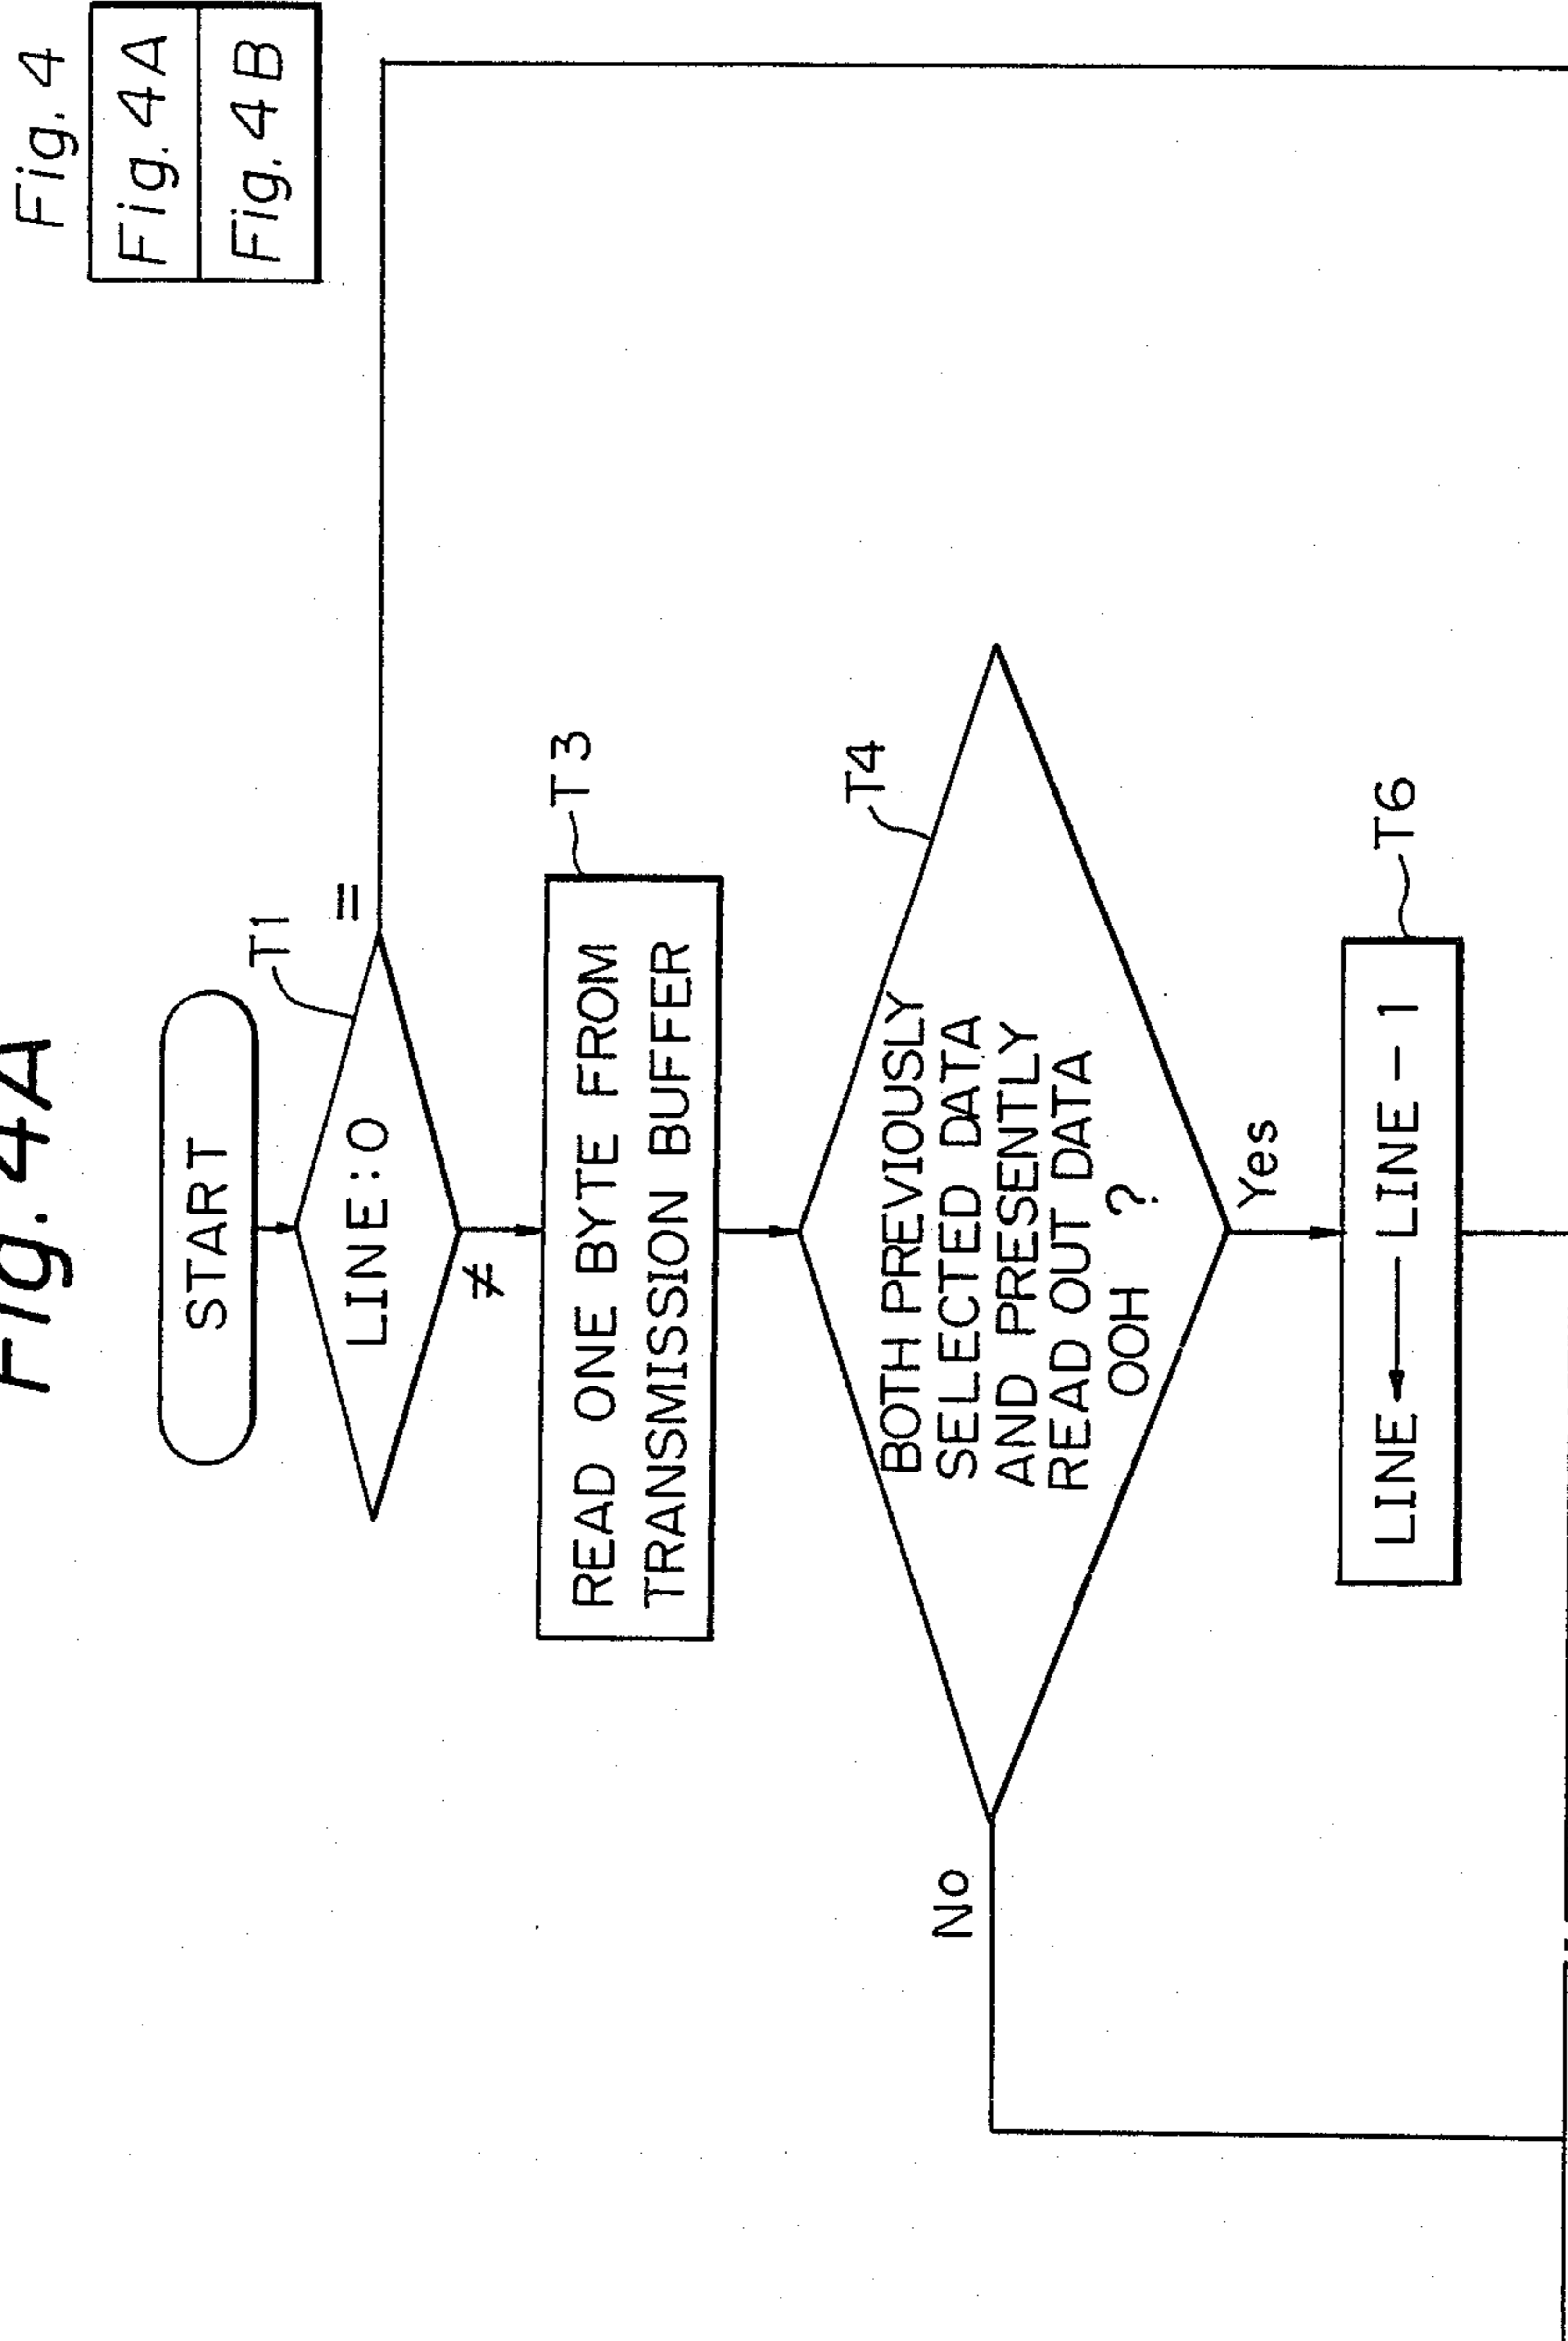 Fig. 4A
Fig. 4
Fig. 4A
Fig. 4B
START
T1
LINE:0
=
≠
T3
READ ONE BYTE FROM
TRANSMISSION BUFFER
T4
BOTH PREVIOUSLY
SELECTED DATA
AND PRESENTLY
READ OUT DATA
OOH ?
No
Yes
T6
LINE ← LINE - 1